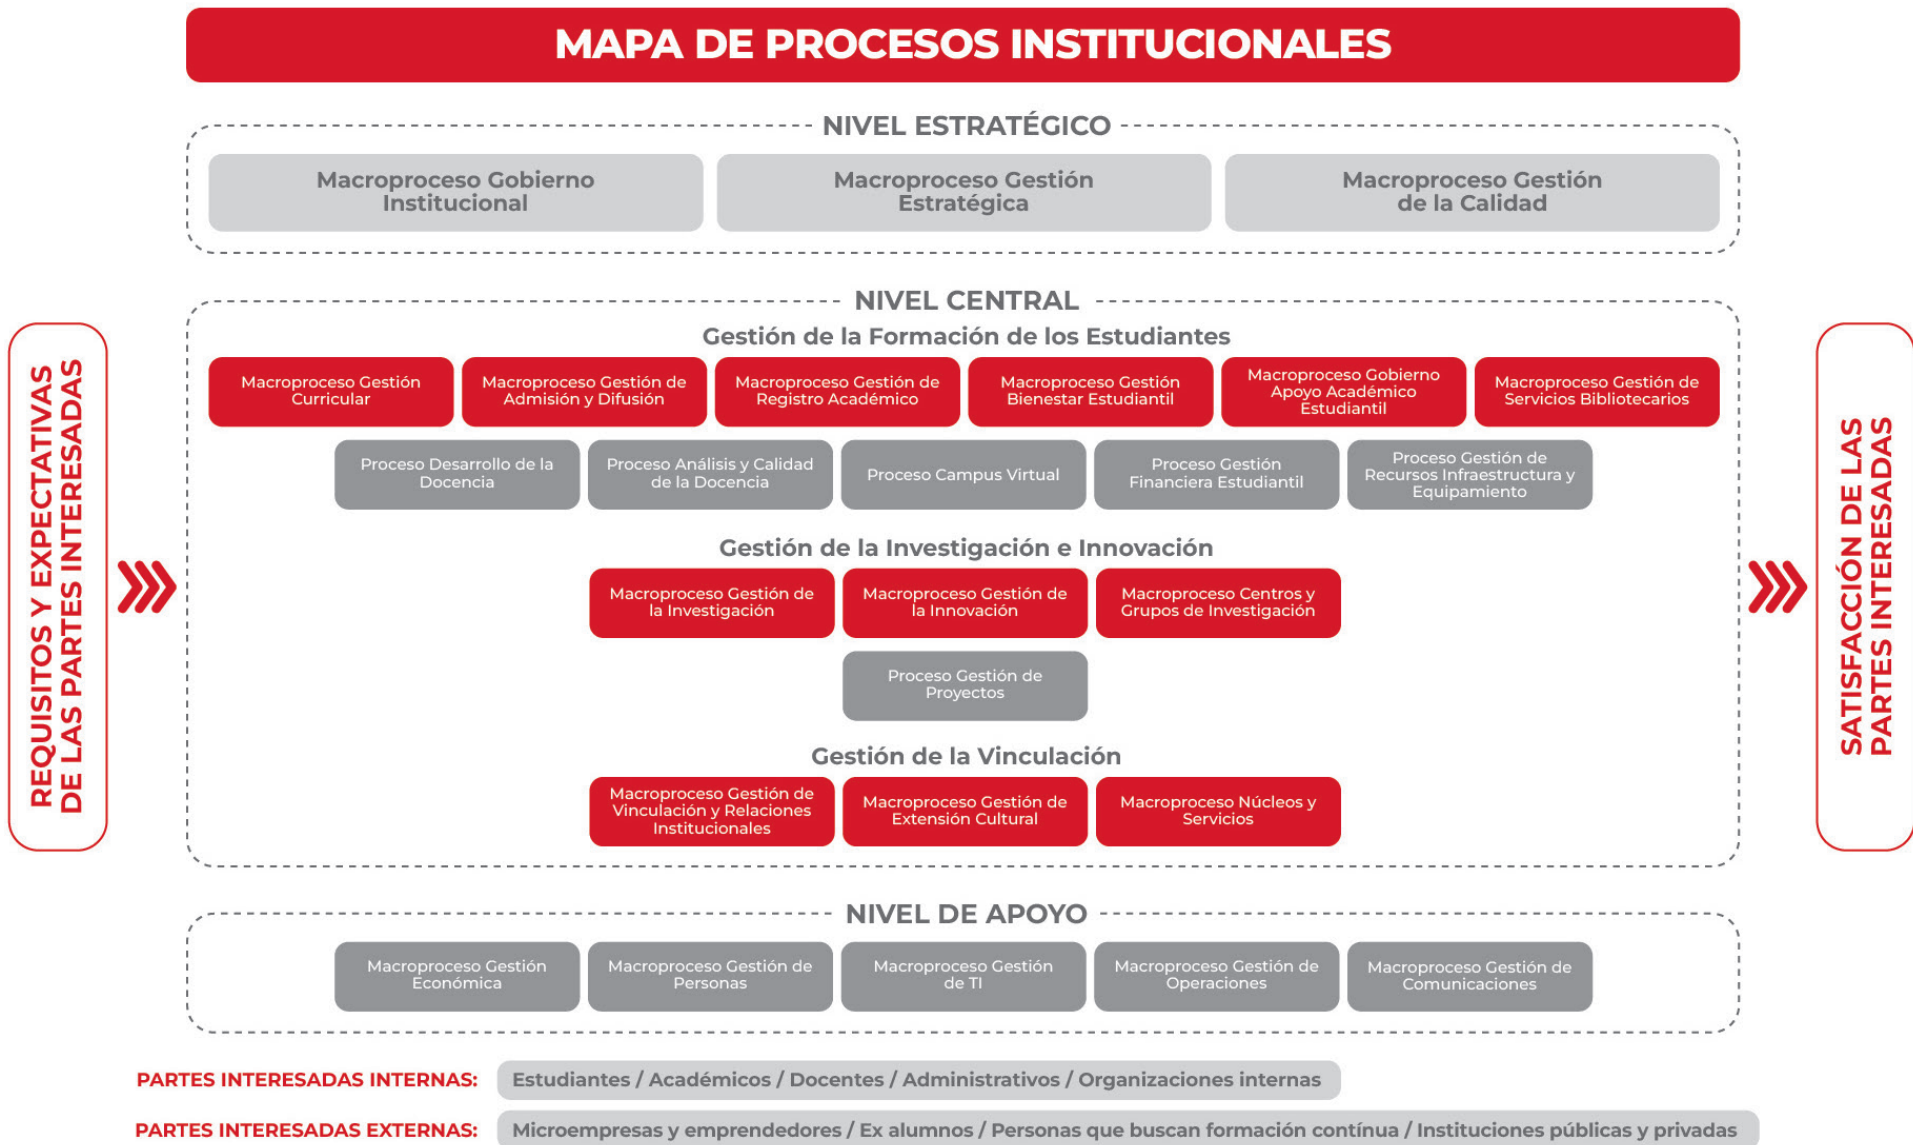 MAPA DE PROCESOS INSTITUCIONALES
NIVEL ESTRATÉGICO
Macroproceso Gobierno
Institucional
Macroproceso Gestión
Estratégica
Macroproceso Gestión
de la Calidad
REQUISITOS Y EXPECTATIVAS
DE LAS PARTES INTERESADAS
NIVEL CENTRAL
Gestión de la Formación de los Estudiantes
Macroproceso Gestión
Curricular
Macroproceso Gestión de
Admisión y Difusión
Macroproceso Gestión de
Registro Académico
Macroproceso Gestión
Bienestar Estudiantil
Macroproceso Gobierno
Apoyo Académico
Estudiantil
Macroproceso Gestión de
Servicios Bibliotecarios
Proceso Desarrollo de la
Docencia
Proceso Análisis y Calidad
de la Docencia
Proceso Campus Virtual
Proceso Gestión
Financiera Estudiantil
Proceso Gestión de
Recursos Infraestructura y
Equipamiento
Gestión de la Investigación e Innovación
Macroproceso Gestión de
la Investigación
Macroproceso Gestión de
la Innovación
Macroproceso Centros y
Grupos de Investigación
Proceso Gestión de
Proyectos
Gestión de la Vinculación
Macroproceso Gestión de
Vinculación y Relaciones
Institucionales
Macroproceso Gestión de
Extensión Cultural
Macroproceso Núcleos y
Servicios
SATISFACCIÓN DE LAS
PARTES INTERESADAS
NIVEL DE APOYO
Macroproceso Gestión
Económica
Macroproceso Gestión de
Personas
Macroproceso Gestión
de TI
Macroproceso Gestión de
Operaciones
Macroproceso Gestión de
Comunicaciones
PARTES INTERESADAS INTERNAS: Estudiantes / Académicos / Docentes / Administrativos / Organizaciones internas
PARTES INTERESADAS EXTERNAS: Microempresas y emprendedores / Ex alumnos / Personas que buscan formación contínua / Instituciones públicas y privadas